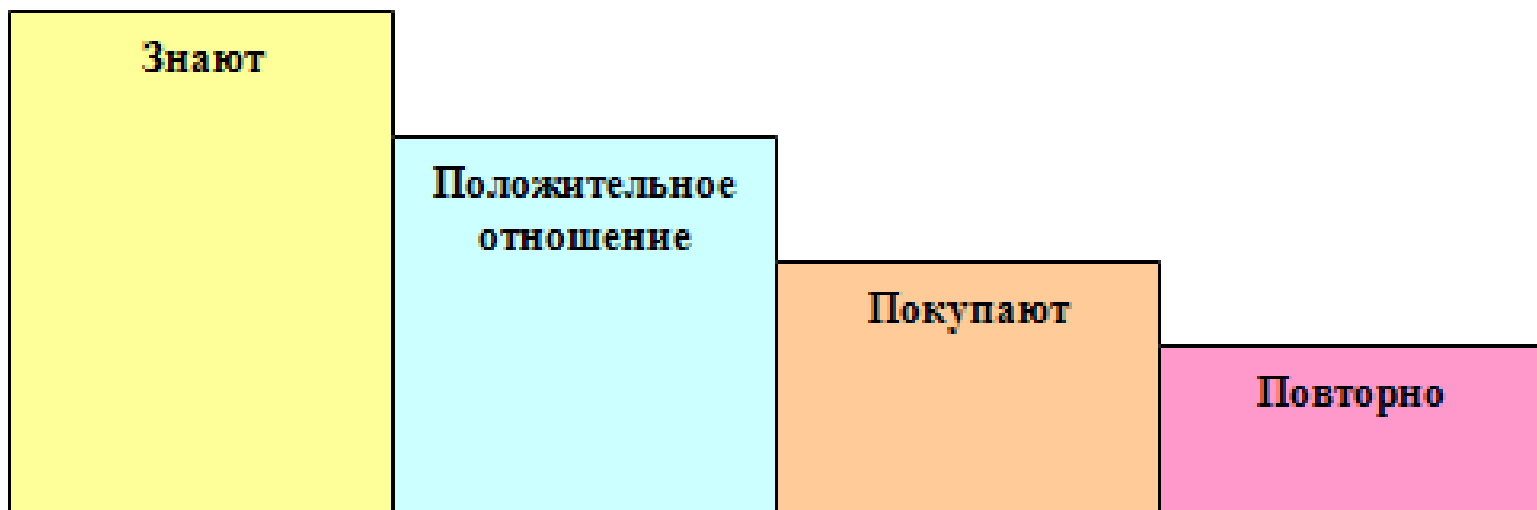 Знают
Положительное
отношение
Покупают
Повторно